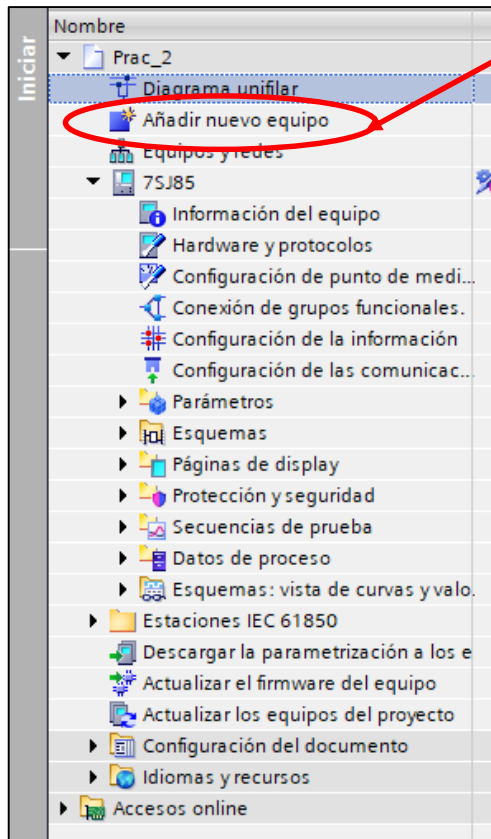 Iniciar
Nombre
Prac_2
Diagrama unifilar
Añadir nuevo equipo
Equipos y redes
7SJ85
Información del equipo
Hardware y protocolos
Configuración de punto de medi...
Conexión de grupos funcionales.
Configuración de la información
Configuración de las comunicac...
Parámetros
Esquemas
Páginas de display
Protección y seguridad
Secuencias de prueba
Datos de proceso
Esquemas: vista de curvas y valo.
Estaciones IEC 61850
Descargar la parametrización a los e
Actualizar el firmware del equipo
Actualizar los equipos del proyecto
Configuración del documento
Idiomas y recursos
Accesos online